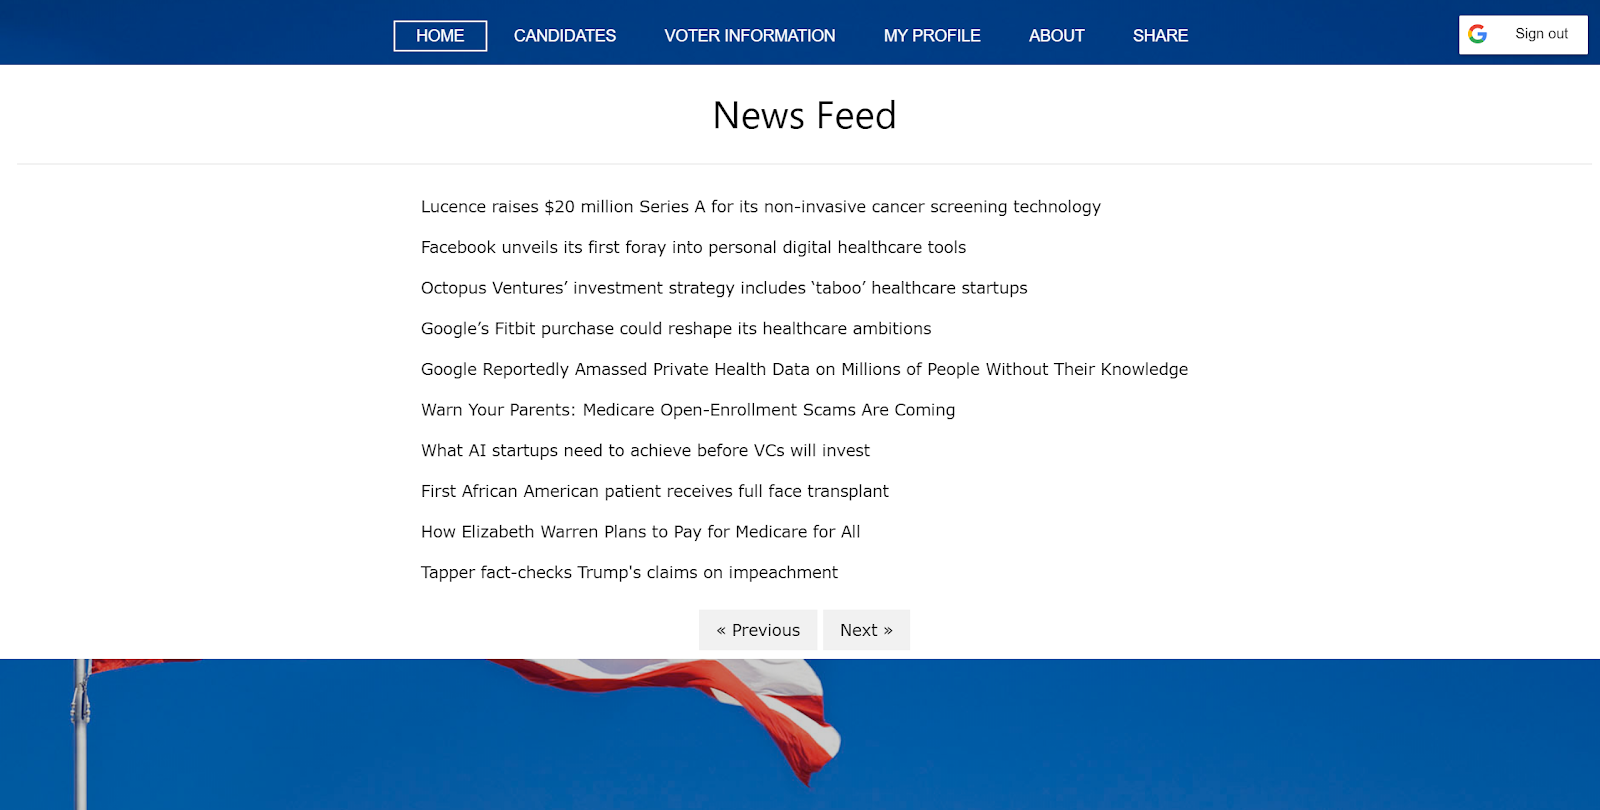 HOME CANDIDATES VOTER INFORMATION MY PROFILE ABOUT SHARE Sign out
News Feed
Lucence raises $20 million Series A for its non-invasive cancer screening technology
Facebook unveils its first foray into personal digital healthcare tools
Octopus Ventures’ investment strategy includes ‘taboo’ healthcare startups
Google’s Fitbit purchase could reshape its healthcare ambitions
Google Reportedly Amassed Private Health Data on Millions of People Without Their Knowledge
Warn Your Parents: Medicare Open-Enrollment Scams Are Coming
What AI startups need to achieve before VCs will invest
First African American patient receives full face transplant
How Elizabeth Warren Plans to Pay for Medicare for All
Tapper fact-checks Trump's claims on impeachment
« Previous Next »